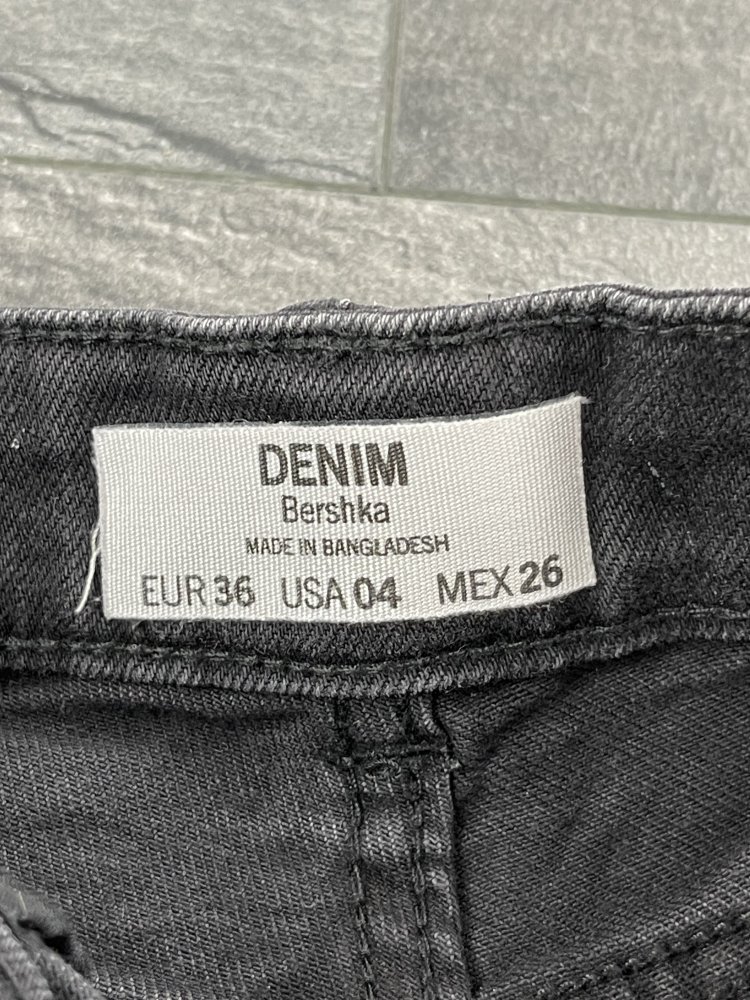 DENIM
Bershka
MADE IN BANGLADESH
EUR 36 USA 04 MEX 26